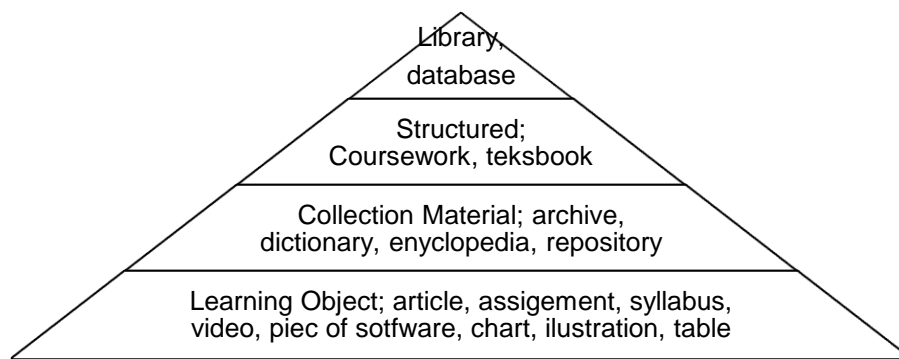 Library,
database
Structured;
Coursework, teksbook
Collection Material; archive,
dictionary, enyclopedia, repository
Learning Object; article, assigement, syllabus,
video, piec of sotfware, chart, ilustration, table